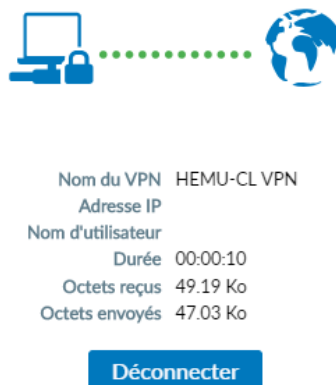 Nom du VPN HEMU-CL VPN
Adresse IP
Nom d'utilisateur
Durée 00:00:10
Octets reçus 49.19 Ko
Octets envoyés 47.03 Ko
Déconnecter